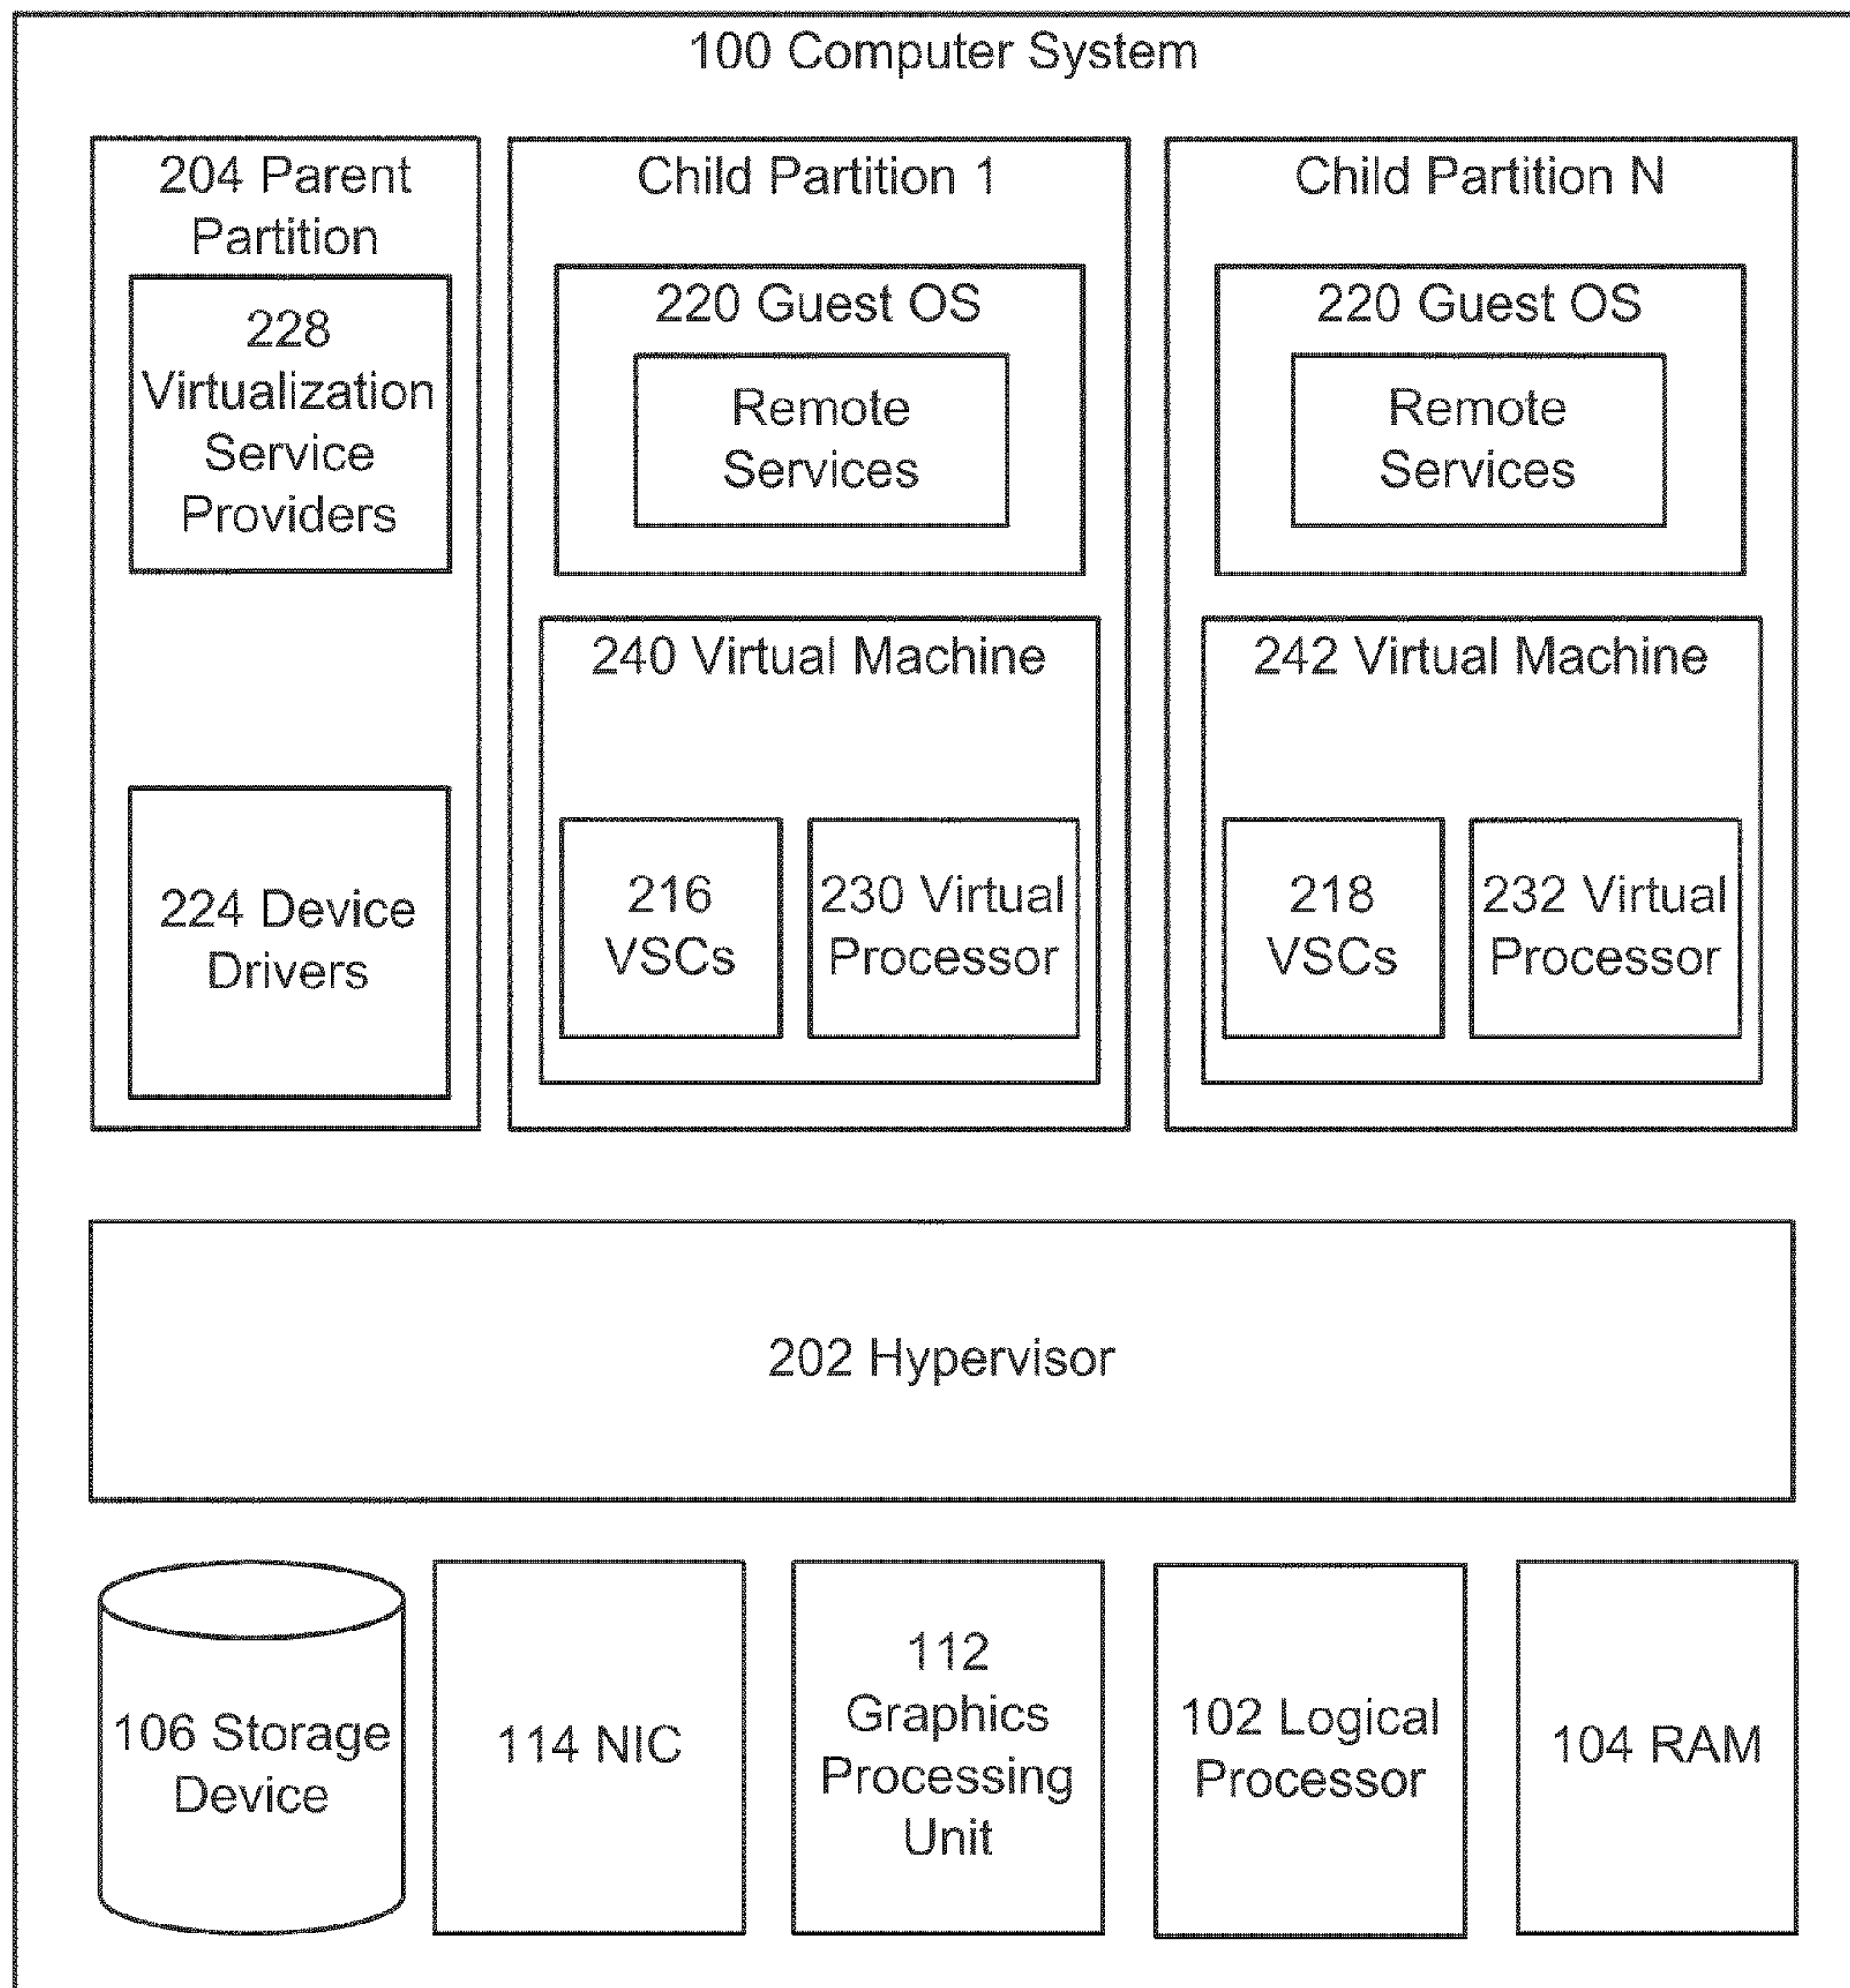 100 Computer System
204 Parent
Partition
228
Virtualization
Service
Providers
224 Device
Drivers
Child Partition 1
220 Guest OS
Remote
Services
240 Virtual Machine
216
VSCs
230 Virtual
Processor
Child Partition N
220 Guest OS
Remote
Services
242 Virtual Machine
218
VSCs
232 Virtual
Processor
202 Hypervisor
106 Storage
Device
114 NIC
112
Graphics
Processing
Unit
102 Logical
Processor
104 RAM